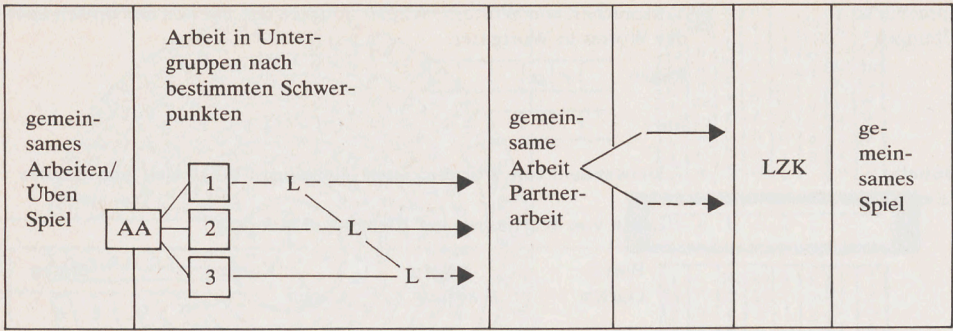 gemein-
sames
Arbeiten/
Üben
Spiel
AA
Arbeit in Unter-
gruppen nach
bestimmten Schwer-
punkten
1 L
2 L
3 L
gemein-
same
Arbeit
Partner-
arbeit
LZK
ge-
mein-
sames
Spiel